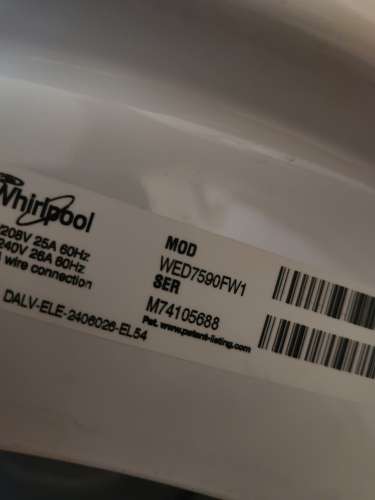 Whirlpool
208V 25A 60Hz
240V 26A 60Hz
wire connection
DALV-ELE-2406026-EL54
MOD
WED7590FW1
SER
M74105688
Pat. www.patent-listing.com